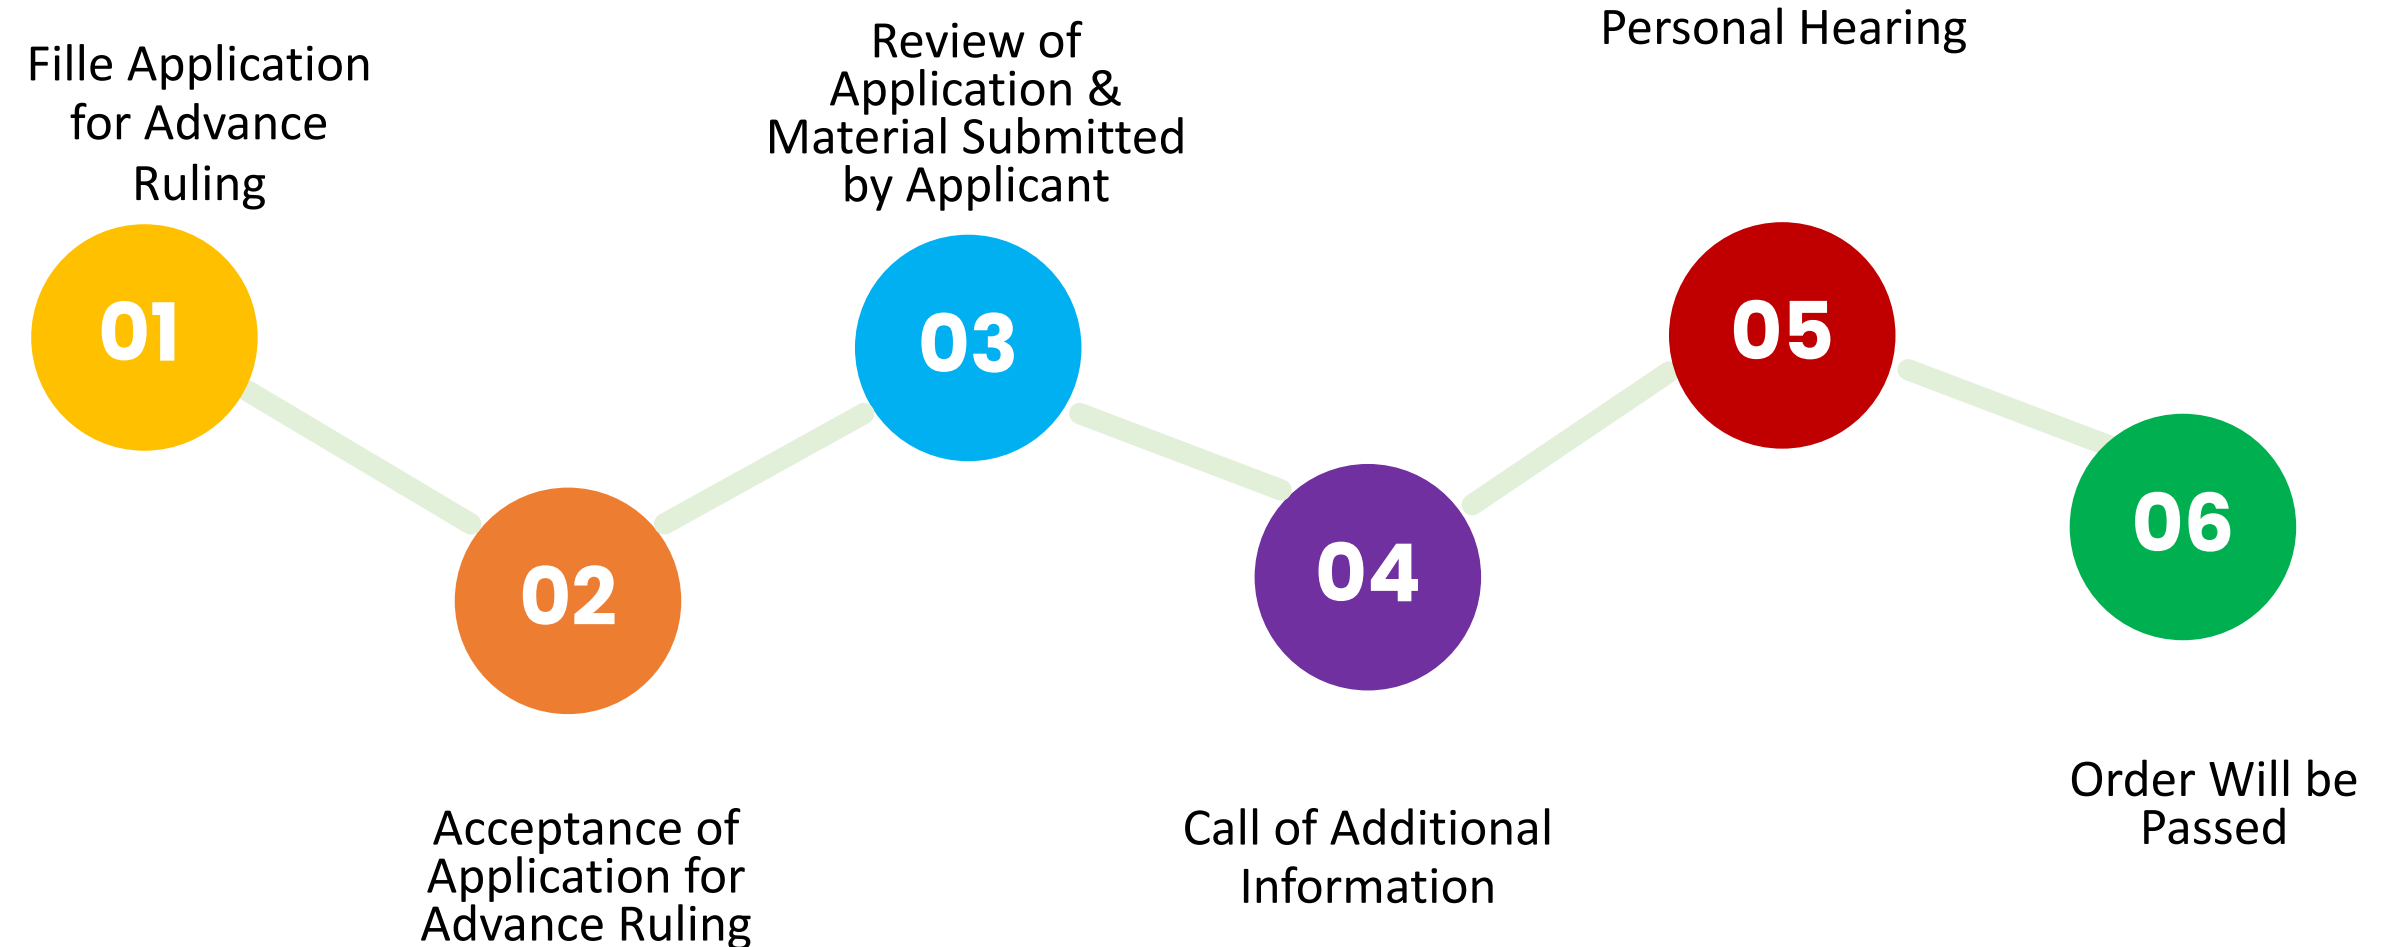 Fille Application
for Advance
Ruling
01
02
Acceptance of
Application for
Advance Ruling
Review of
Application &
Material Submitted
by Applicant
03
04
Call of Additional
Information
Personal Hearing
05
06
Order Will be
Passed